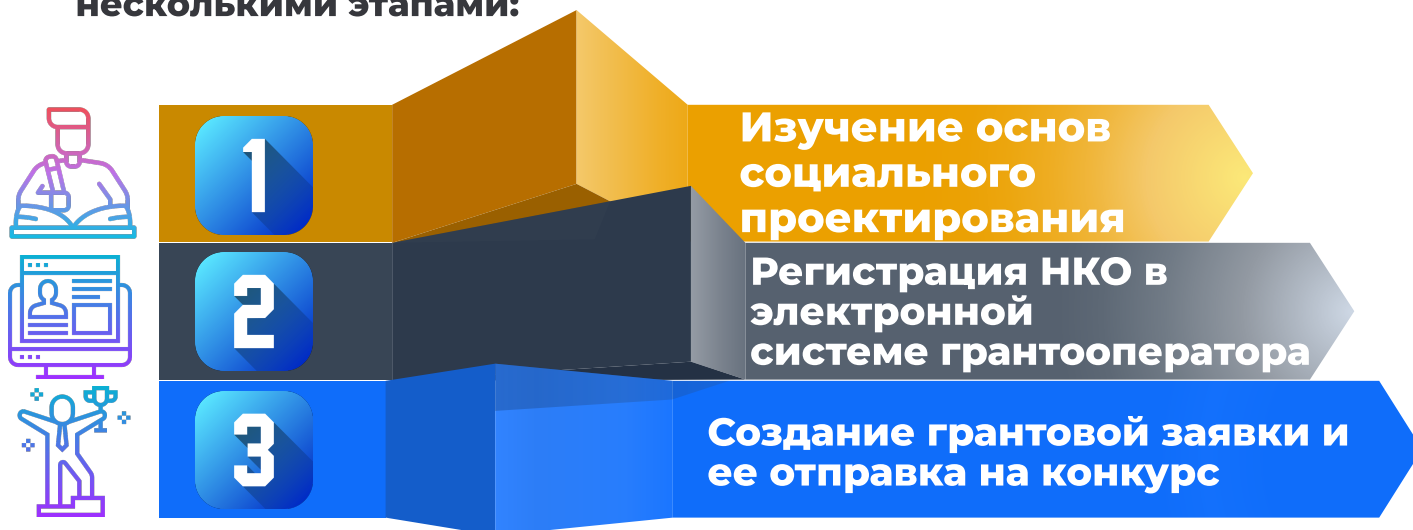 несколькими этапами:
1
Изучение основ
социального
проектирования
2
Регистрация НКО в
электронной
системе грантооператора
3
Создание грантовой заявки и
ее отправка на конкурс